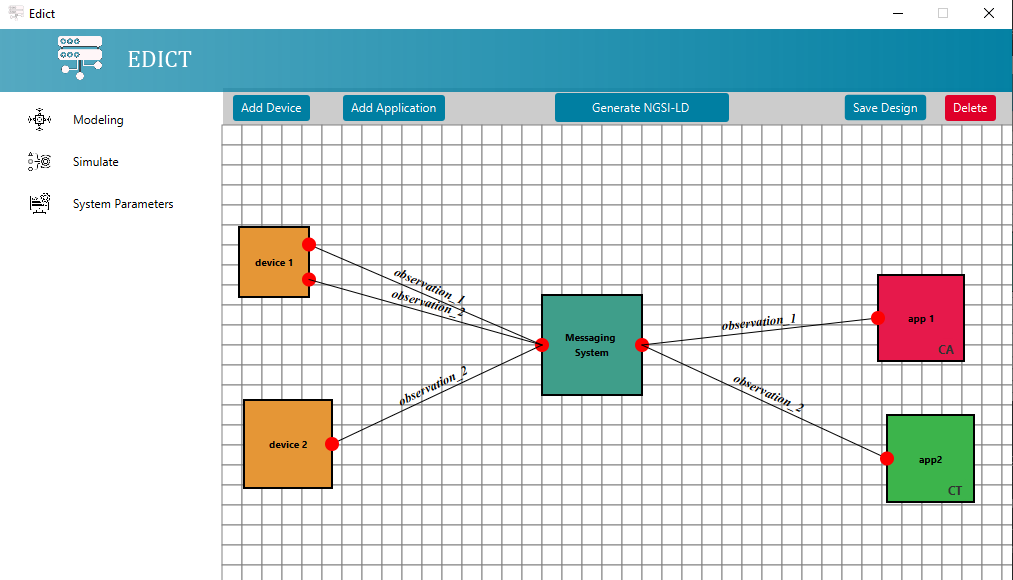 Edict
EDICT
Add Device
Add Application
Generate NGSI-LD
Save Design
Delete
Modeling
Simulate
System Parameters
device 1
observation_1
observation_2
observation_2
device 2
Messaging
System
observation_1
observation_2
app 1
CA
app2
CT